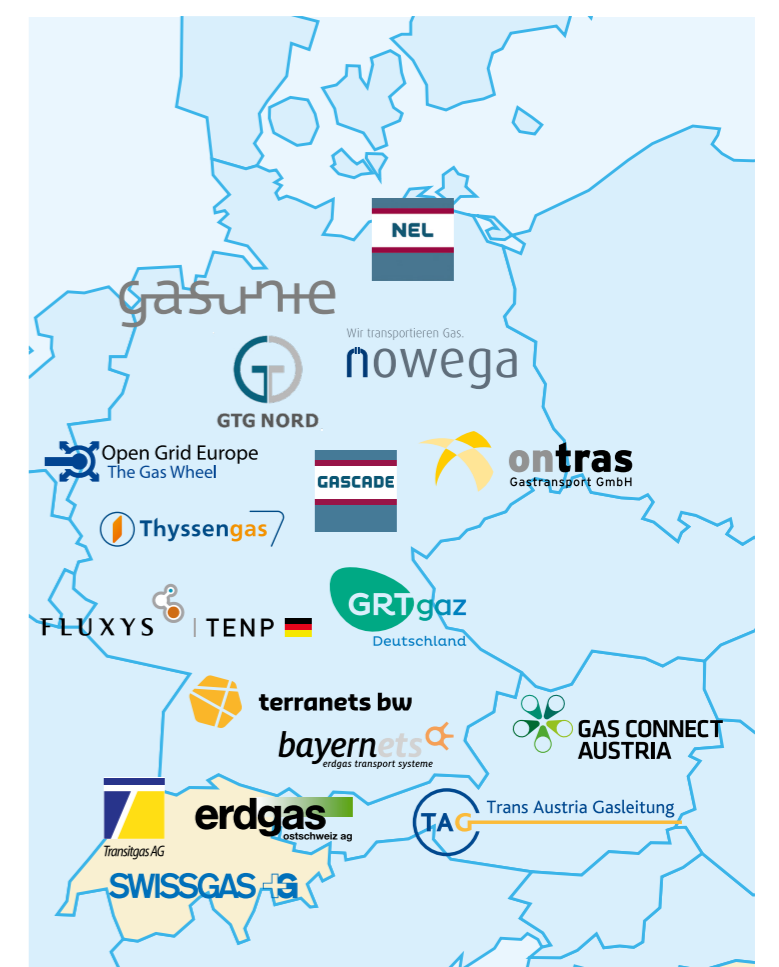 NEL
gasunie
Wir transportieren Gas.
nowega
GTG NORD
Open Grid Europe
The Gas Wheel
GASCADE
ontras
Gastransport GmbH
Thyssengas
GRTgaz
Deutschland
FLUXYS | TENP
terranets bw
bayernets
erdgas transport systeme
GAS CONNECT
AUSTRIA
Transitgas AG
erdgas
ostschweiz ag
TAG
Trans Austria Gasleitung
SWISSGAS G